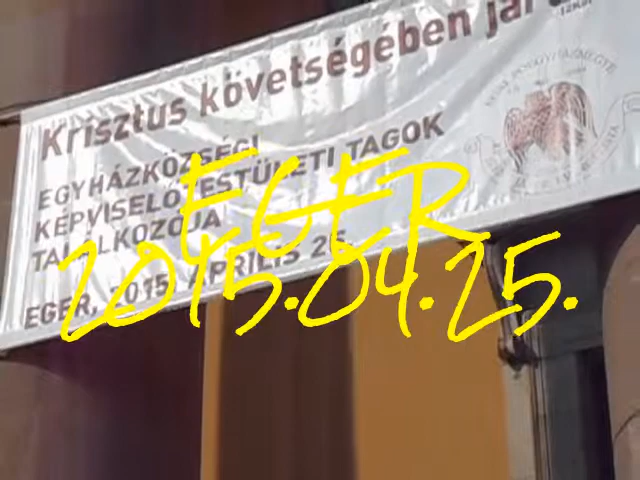 Krisztus követségében jár
EGYHÁZKÖZSÉGI
KÉPVISELŐTESTÜLETI TAGOK
TALÁLKOZÓJA
EGER, 2015. ÁPRILIS 25.
EGER
2015.04.25.